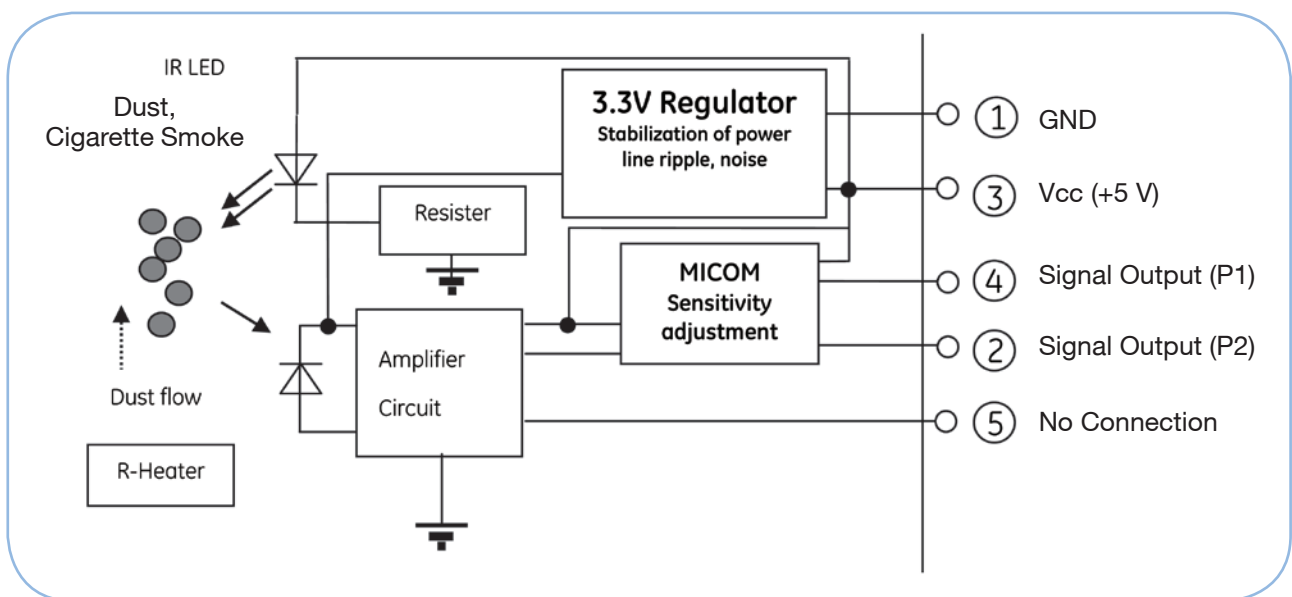 IR LED
Dust,
Cigarette Smoke
3.3V Regulator
Stabilization of power
line ripple, noise
1 GND
3 Vcc (+5 V)
Resister
MICOM
Sensitivity
adjustment
4 Signal Output (P1)
2 Signal Output (P2)
Amplifier
Circuit
Dust flow
5 No Connection
R-Heater